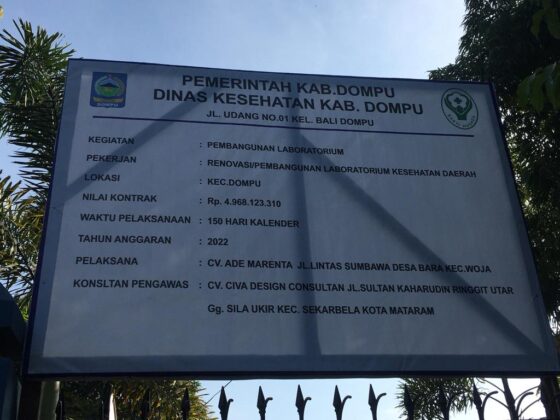 PEMERINTAH KAB.DOMPU
DINAS KESEHATAN KAB. DOMPU
JL. UDANG NO.01 KEL. BALI DOMPU
KEGIATAN : PEMBANGUNAN LABORATORIUM
PEKERJAN : RENOVASI/PEMBANGUNAN LABORATORIUM KESEHATAN DAERAH
LOKASI : KEC.DOMPU
NILAI KONTRAK : Rp. 4.968.123.310
WAKTU PELAKSANAAN : 150 HARI KALENDER
TAHUN ANGGARAN : 2022
PELAKSANA : CV. ADE MARENTA JL.LINTAS SUMBAWA DESA BARA KEC.WOJA
KONSLTAN PENGAWAS : CV. CIVA DESIGN CONSULTAN JL.SULTAN KAHARUDIN RINGGIT UTAR
Gg. SILA UKIR KEC. SEKARBELA KOTA MATARAM